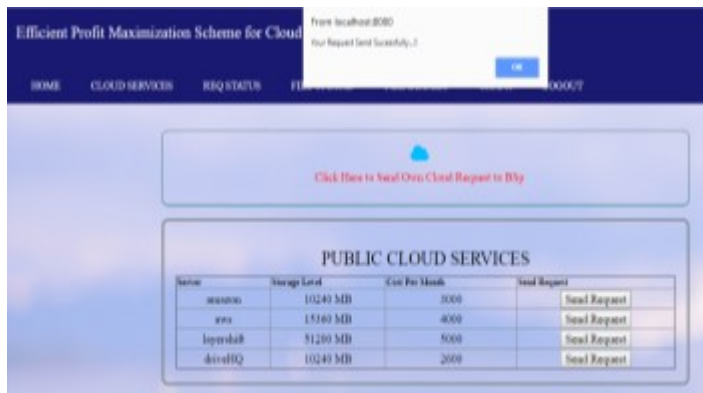 Efficient Profit Maximization Scheme for Cloud
From localhost:8080
Your Request Send Sucessfully..!
OK
HOME CLOUD SERVICES REQ STATUS LOGOUT
Click Here to Send Own Cloud Request to
PUBLIC CLOUD SERVICES
Server Storage Level Cost Per Month Send Request
amazon 10240 MB 3000 Send Request
aws 15360 MB 4000 Send Request
layershift 51200 MB 5000 Send Request
driveHQ 10240 MB 2000 Send Request